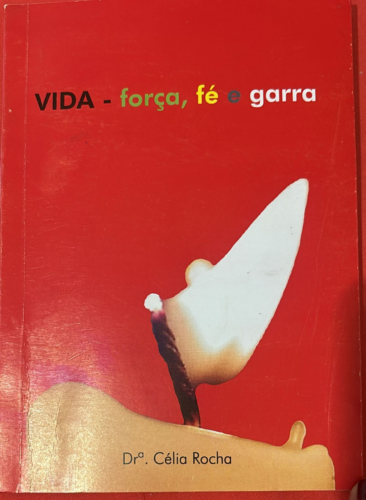 VIDA - força, fé e garra
Drª. Célia Rocha